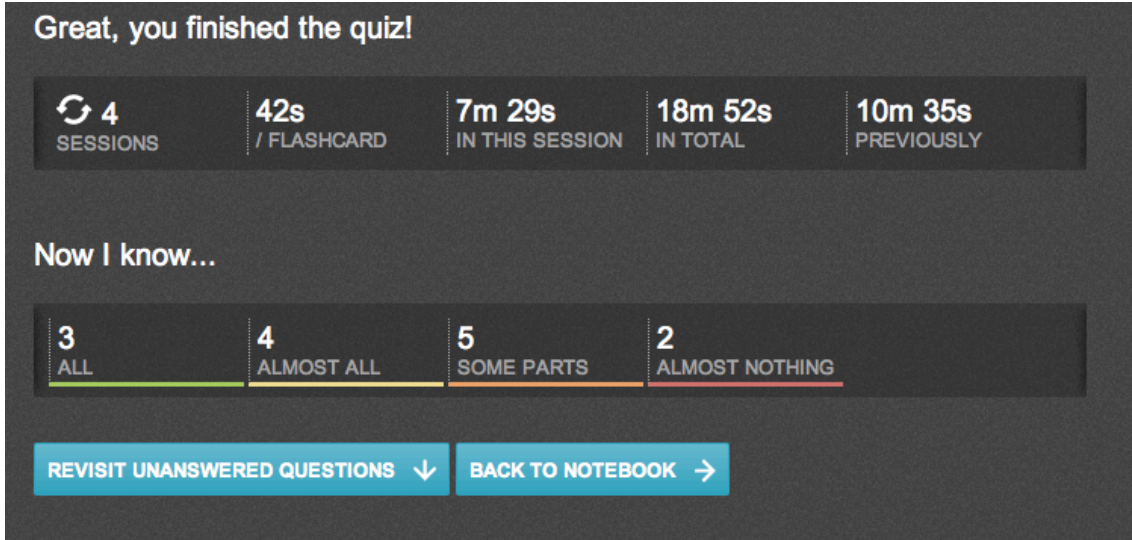 Great, you finished the quiz!
4 42s 7m 29s 18m 52s 10m 35s
SESSIONS / FLASHCARD IN THIS SESSION IN TOTAL PREVIOUSLY
Now I know...
3 4 5 2
ALL ALMOST ALL SOME PARTS ALMOST NOTHING
REVISIT UNANSWERED QUESTIONS BACK TO NOTEBOOK